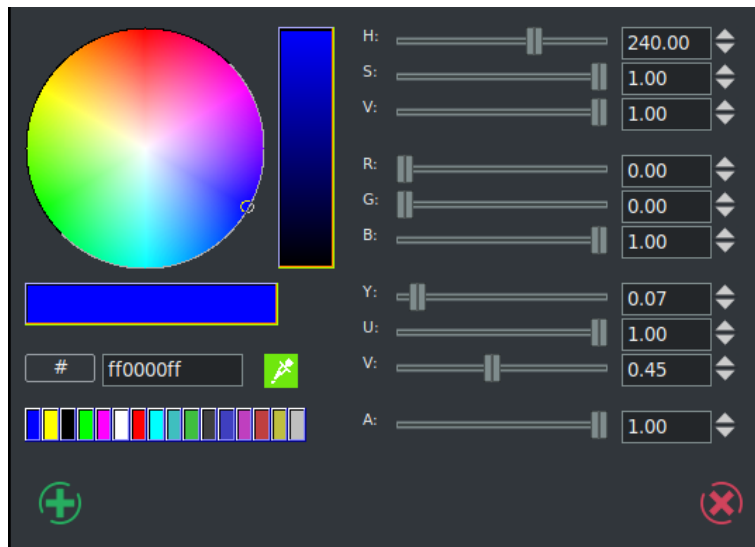 H: 240.00
S: 1.00
V: 1.00
R: 0.00
G: 0.00
B: 1.00
Y: 0.07
U: 1.00
V: 0.45
# ff0000ff
A: 1.00